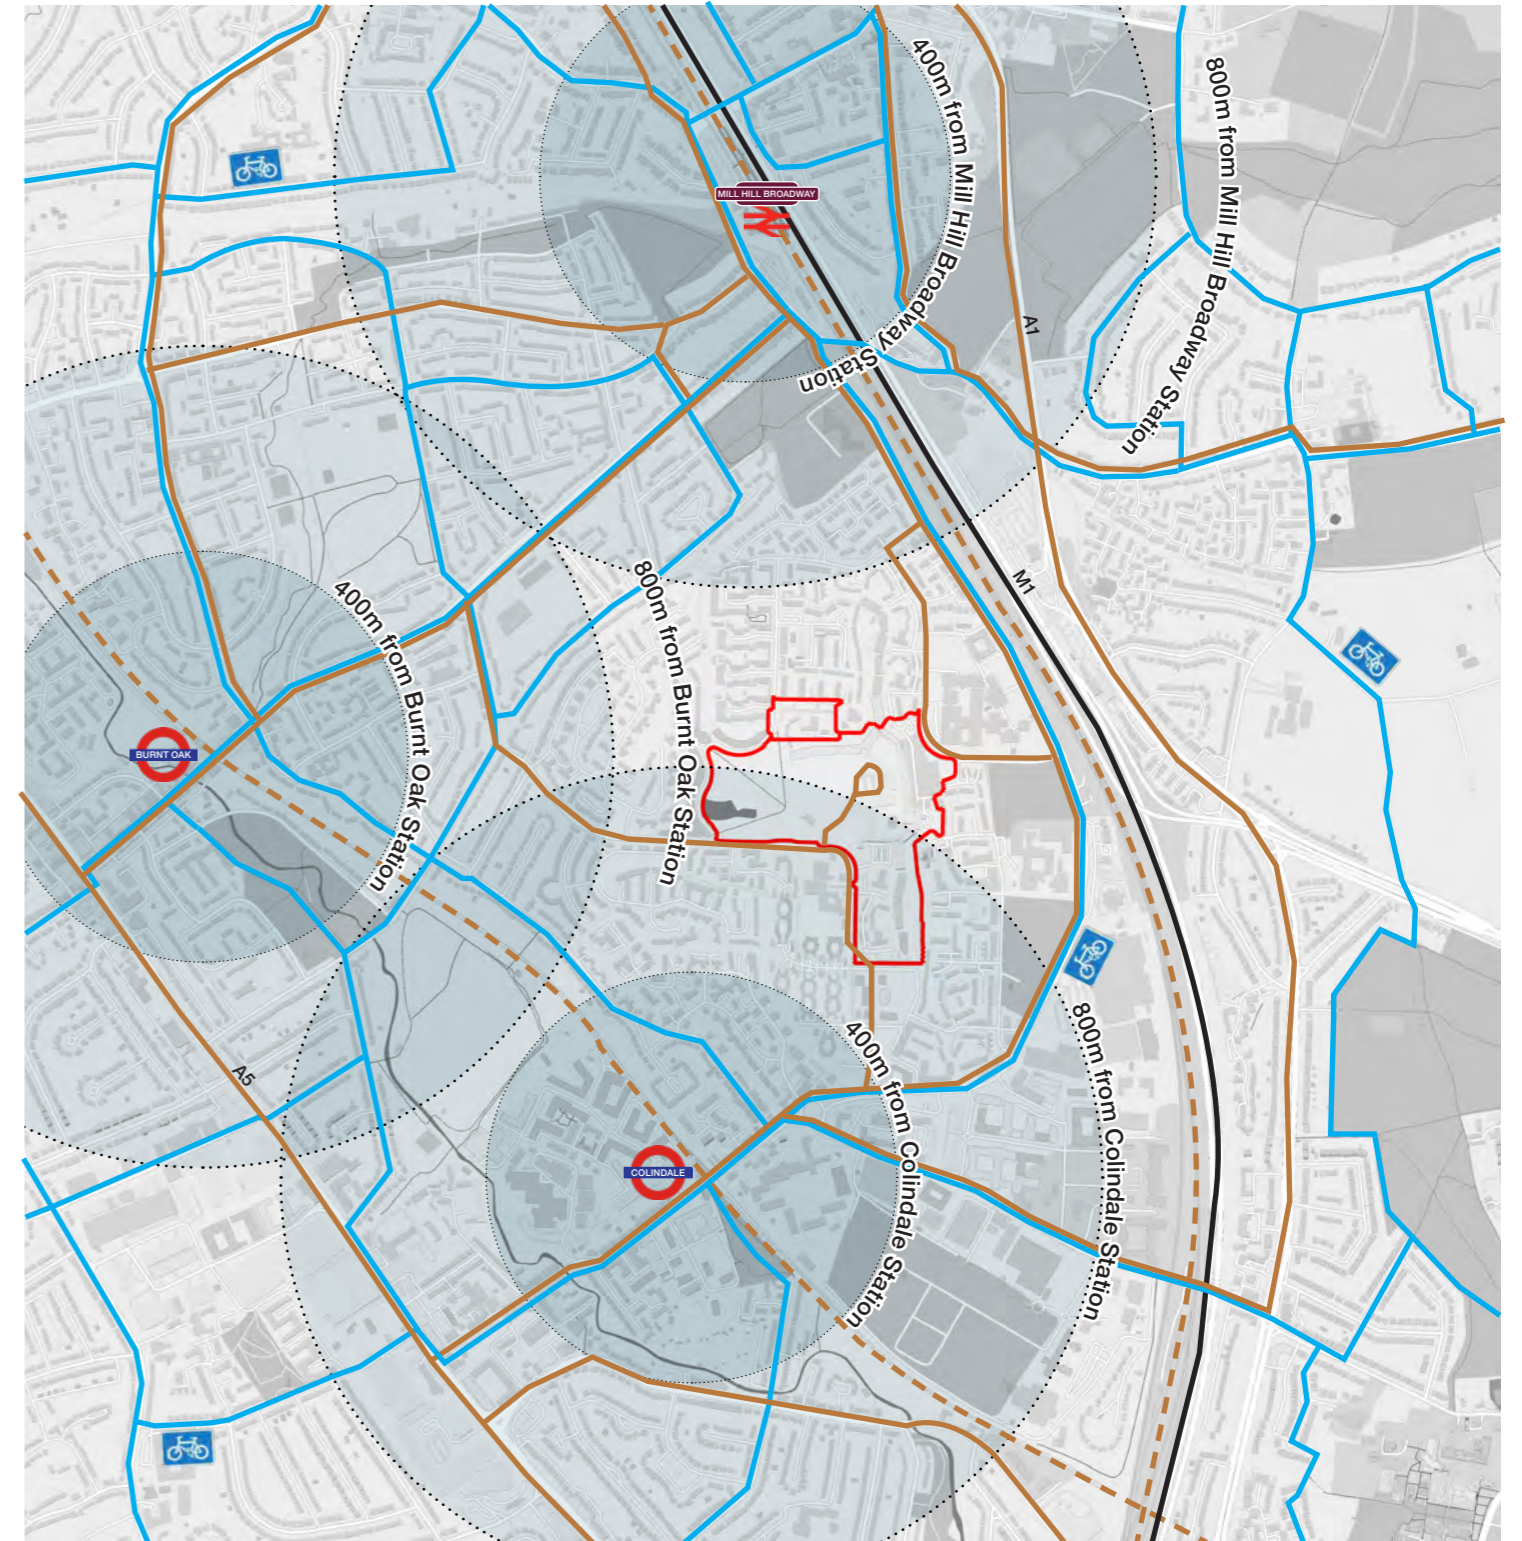 400m from Mill Hill Broadway Station
800m from Mill Hill Broadway Station
MILL HILL BROADWAY
A1
M1
400m from Burnt Oak Station
800m from Burnt Oak Station
BURNT OAK
A5
400m from Colindale Station
800m from Colindale Station
COLINDALE